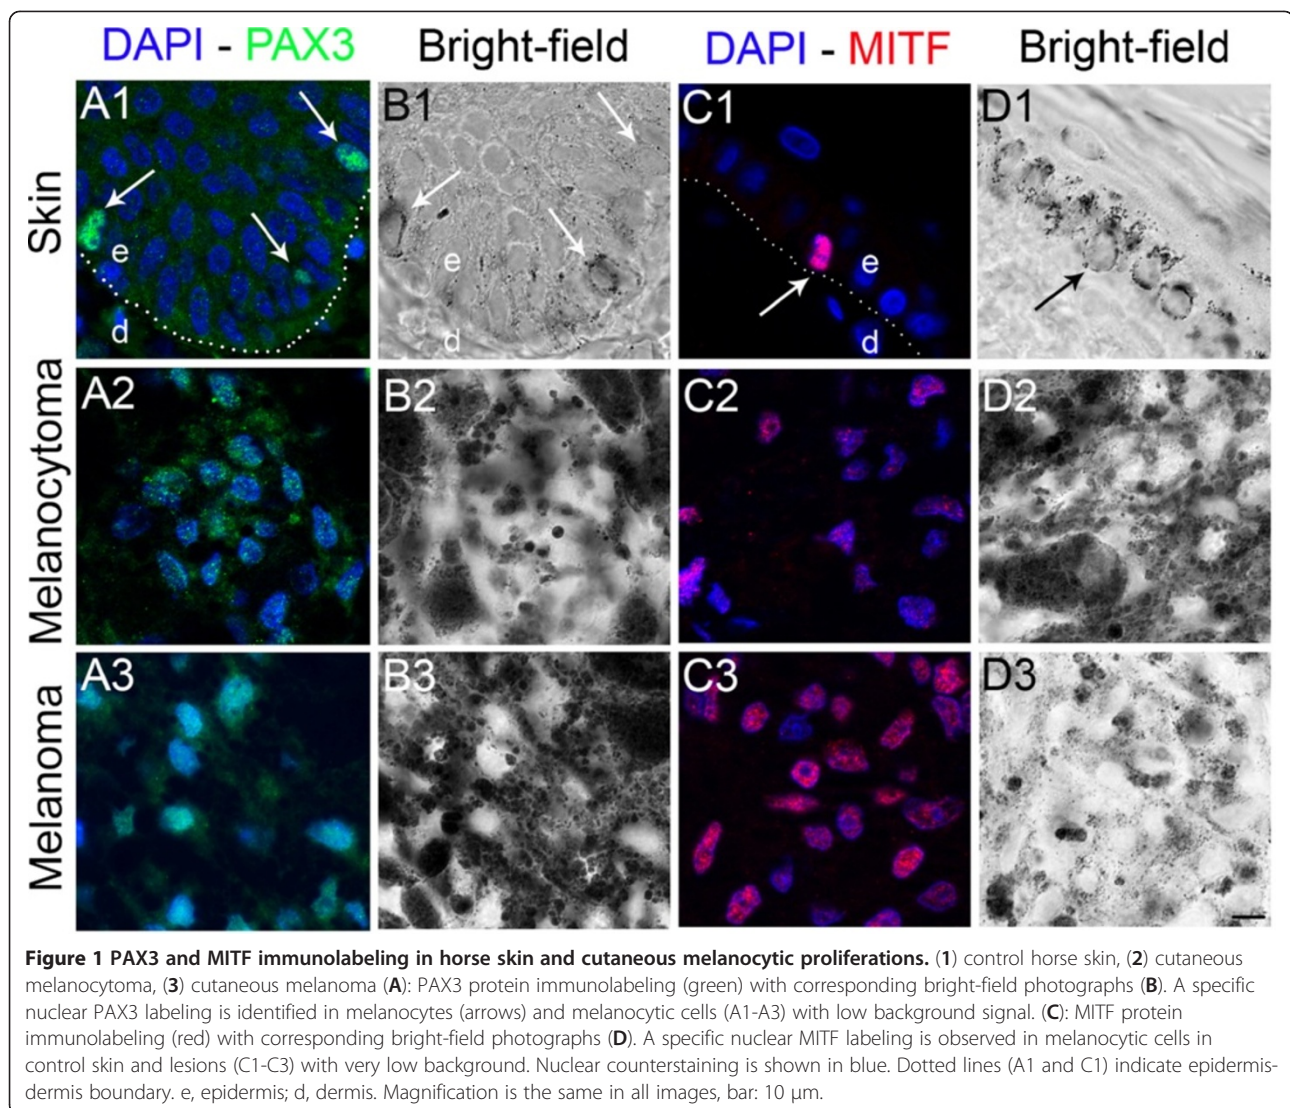 DAPI - PAX3 Bright-field DAPI - MITF Bright-field
Skin
A1 B1 C1 D1
e e e
d d d
Melanocytoma
A2 B2 C2 D2
Melanoma
A3 B3 C3 D3
Figure 1 PAX3 and MITF immunolabeling in horse skin and cutaneous melanocytic proliferations. (1) control horse skin, (2) cutaneous
melanocytoma, (3) cutaneous melanoma (A): PAX3 protein immunolabeling (green) with corresponding bright-field photographs (B). A specific
nuclear PAX3 labeling is identified in melanocytes (arrows) and melanocytic cells (A1-A3) with low background signal. (C): MITF protein
immunolabeling (red) with corresponding bright-field photographs (D). A specific nuclear MITF labeling is observed in melanocytic cells in
control skin and lesions (C1-C3) with very low background. Nuclear counterstaining is shown in blue. Dotted lines (A1 and C1) indicate epidermis-
dermis boundary. e, epidermis; d, dermis. Magnification is the same in all images, bar: 10 μm.